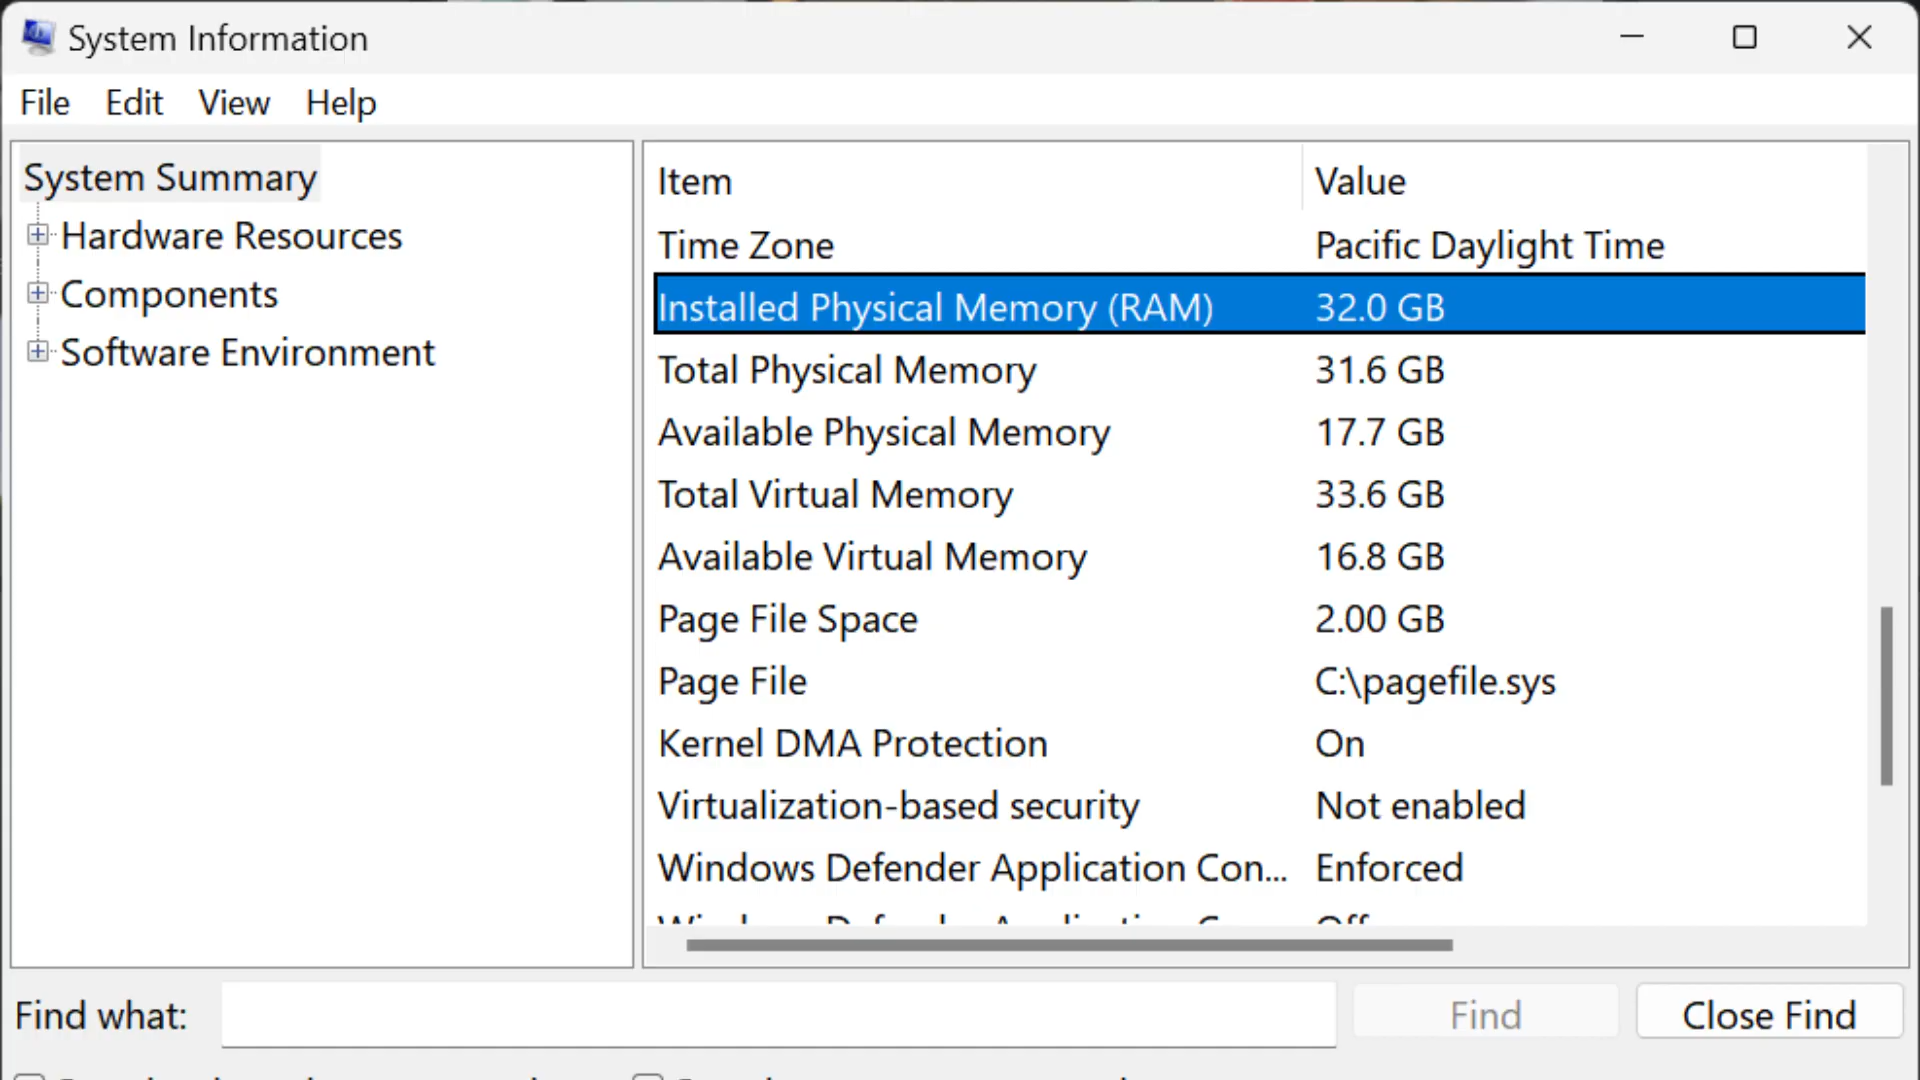 System Information
File Edit View Help
System Summary
Hardware Resources
Components
Software Environment
Item Value
Time Zone Pacific Daylight Time
Installed Physical Memory (RAM) 32.0 GB
Total Physical Memory 31.6 GB
Available Physical Memory 17.7 GB
Total Virtual Memory 33.6 GB
Available Virtual Memory 16.8 GB
Page File Space 2.00 GB
Page File C:\pagefile.sys
Kernel DMA Protection On
Virtualization-based security Not enabled
Windows Defender Application Con... Enforced
Find what: Find Close Find